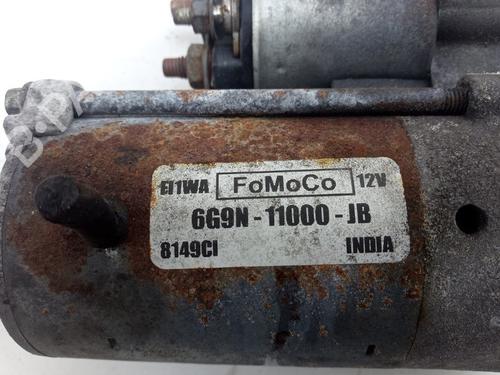 EI1WA FoMoCo 12V
6G9N - 11000 - JB
8149CI INDIA